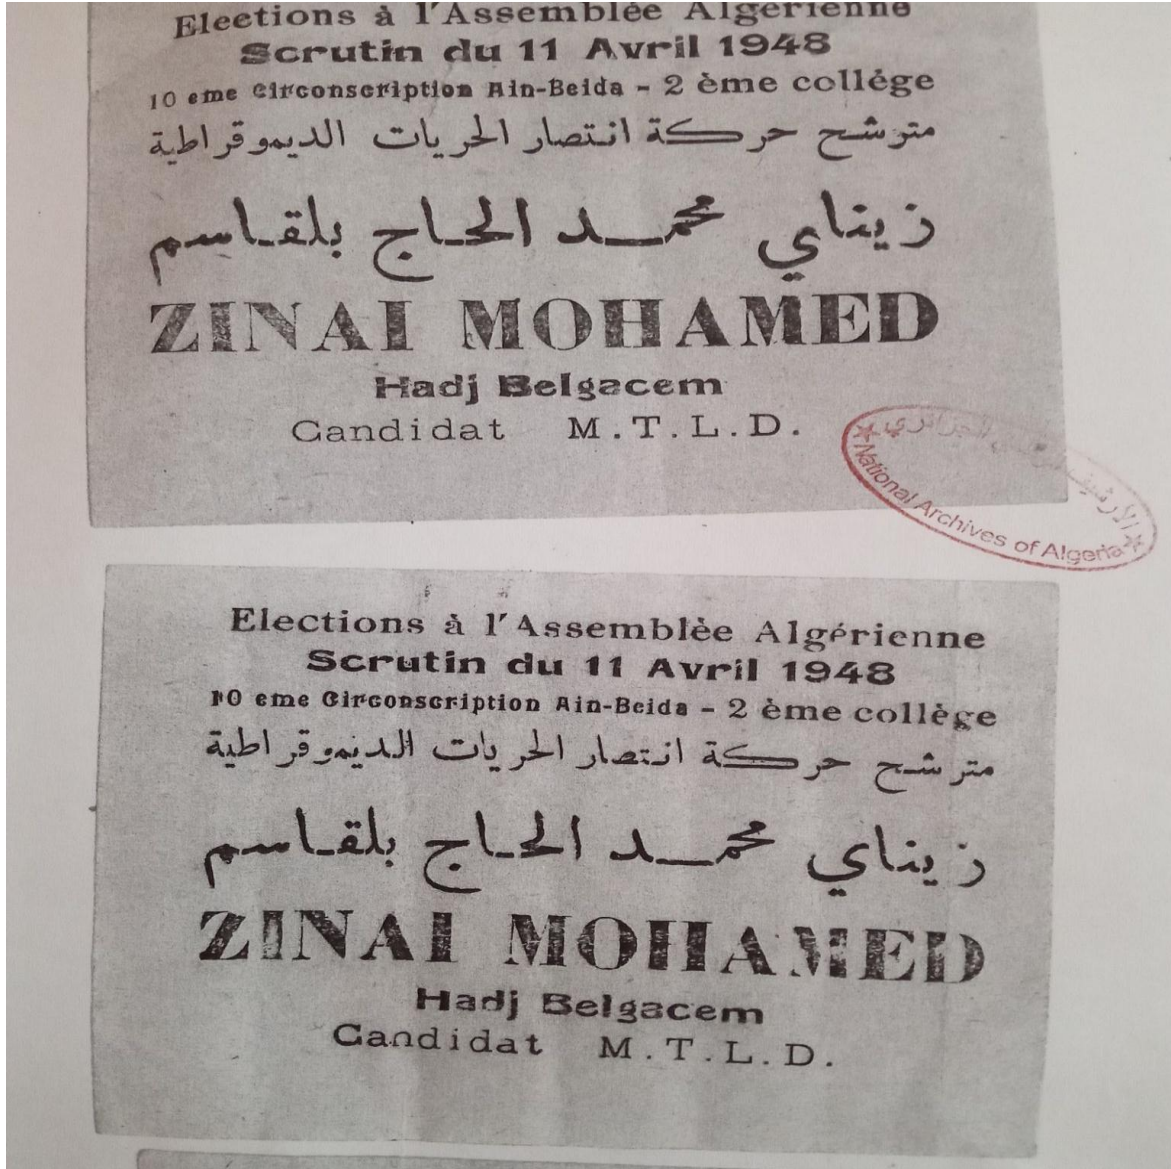 Elections à l'Assemblée Algérienne
Scrutin du 11 Avril 1948
10 eme Circonscription Ain-Beida - 2 ème collége
مترشح حركة انتصار الحريات الديموقراطية
زيناي محمد الحاج بلقاسم
ZINAI MOHAMED
Hadj Belgacem
Candidat M.T.L.D.
الأرشيف الجزائري
National Archives of Algeria
Elections à l'Assemblèe Algérienne
Scrutin du 11 Avril 1948
10 eme Circonscription Ain-Beida - 2 ème collège
مترشح حركة انتصار الحريات الديموقراطية
زيناي محمد الحاج بلقاسم
ZINAI MOHAMED
Hadj Belgacem
Candidat M.T.L.D.